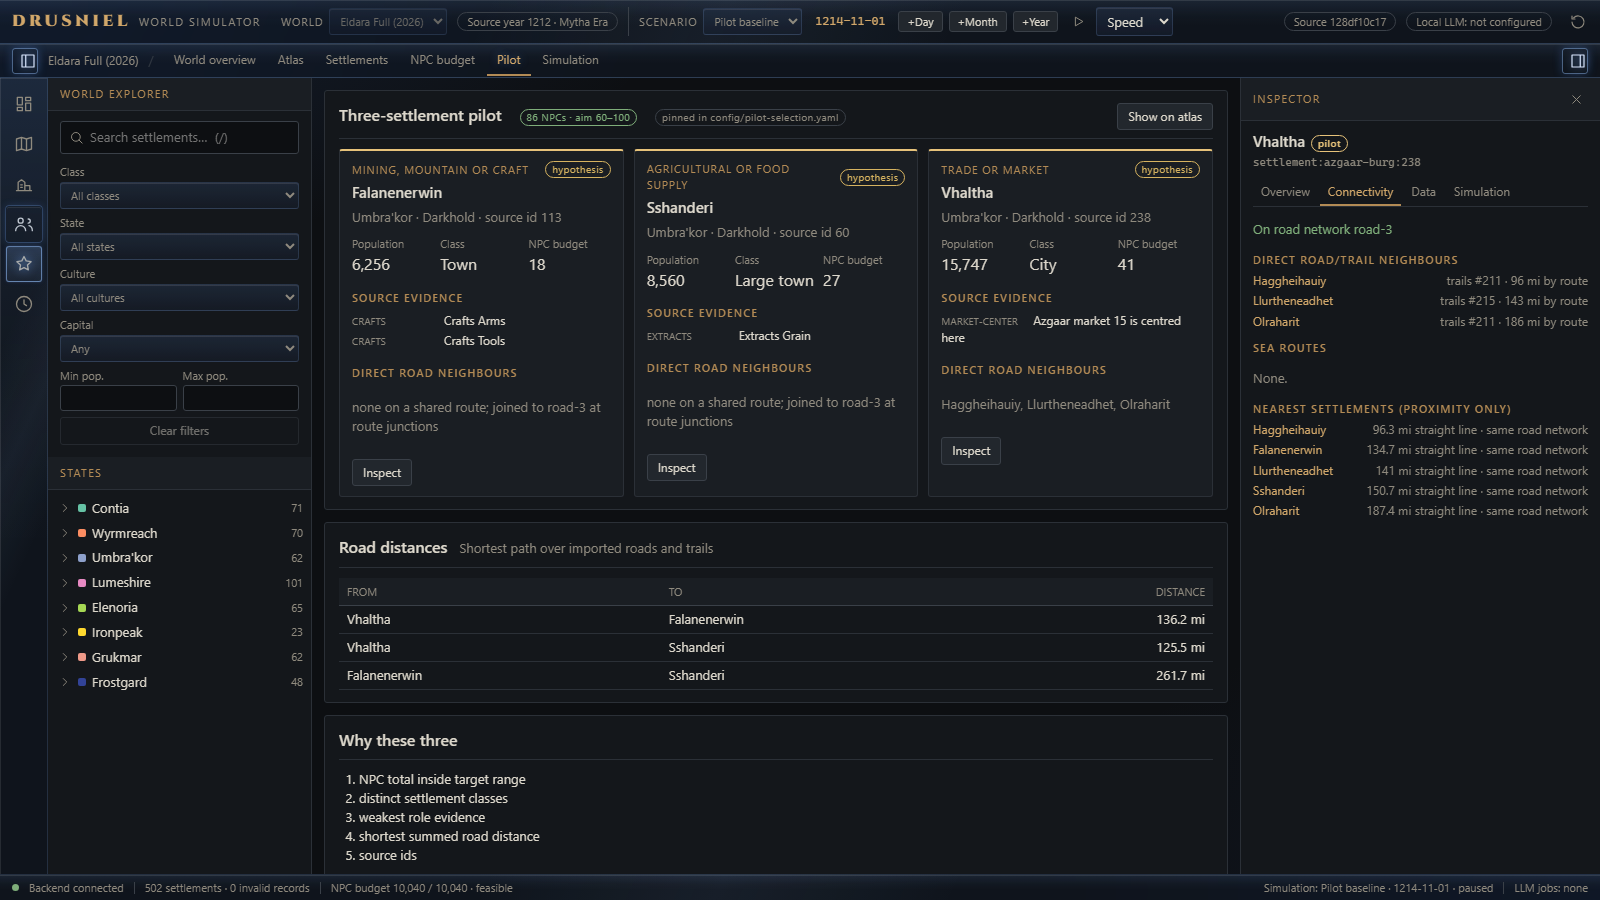 DRUSNIEL WORLD SIMULATOR WORLD Eldara Full (2026) Source year 1212 · Mytha Era SCENARIO Pilot baseline 1214-11-01 +Day +Month +Year Speed Source 128df10c17 Local LLM: not configured
Eldara Full (2026) / World overview Atlas Settlements NPC budget Pilot Simulation
WORLD EXPLORER
Search settlements... (/)
Class
All classes
State
All states
Culture
All cultures
Capital
Any
Min pop. Max pop.
Clear filters
STATES
Contia 71
Wyrmreach 70
Umbra'kor 62
Lumeshire 101
Elenoria 65
Ironpeak 23
Grukmar 62
Frostgard 48
Three-settlement pilot 86 NPCs · aim 60–100 pinned in config/pilot-selection.yaml Show on atlas
MINING, MOUNTAIN OR CRAFT hypothesis
Falanenerwin
Umbra'kor · Darkhold · source id 113
Population Class NPC budget
6,256 Town 18
SOURCE EVIDENCE
CRAFTS Crafts Arms
CRAFTS Crafts Tools
DIRECT ROAD NEIGHBOURS
none on a shared route; joined to road-3 at
route junctions
Inspect
AGRICULTURAL OR FOOD
SUPPLY hypothesis
Sshanderi
Umbra'kor · Darkhold · source id 60
Population Class NPC budget
8,560 Large town 27
SOURCE EVIDENCE
EXTRACTS Extracts Grain
DIRECT ROAD NEIGHBOURS
none on a shared route; joined to road-3 at
route junctions
Inspect
TRADE OR MARKET hypothesis
Vhaltha
Umbra'kor · Darkhold · source id 238
Population Class NPC budget
15,747 City 41
SOURCE EVIDENCE
MARKET-CENTER Azgaar market 15 is centred
here
DIRECT ROAD NEIGHBOURS
Haggheihauiy, Llurtheneadhet, Olraharit
Inspect
Road distances Shortest path over imported roads and trails
FROM TO DISTANCE
Vhaltha Falanenerwin 136.2 mi
Vhaltha Sshanderi 125.5 mi
Falanenerwin Sshanderi 261.7 mi
Why these three
1. NPC total inside target range
2. distinct settlement classes
3. weakest role evidence
4. shortest summed road distance
5. source ids
INSPECTOR
Vhaltha pilot
settlement:azgaar-burg:238
Overview Connectivity Data Simulation
On road network road-3
DIRECT ROAD/TRAIL NEIGHBOURS
Haggheihauiy trails #211 · 96 mi by route
Llurtheneadhet trails #215 · 143 mi by route
Olraharit trails #211 · 186 mi by route
SEA ROUTES
None.
NEAREST SETTLEMENTS (PROXIMITY ONLY)
Haggheihauiy 96.3 mi straight line · same road network
Falanenerwin 134.7 mi straight line · same road network
Llurtheneadhet 141 mi straight line · same road network
Sshanderi 150.7 mi straight line · same road network
Olraharit 187.4 mi straight line · same road network
Backend connected 502 settlements · 0 invalid records NPC budget 10,040 / 10,040 · feasible Simulation: Pilot baseline · 1214-11-01 · paused LLM jobs: none